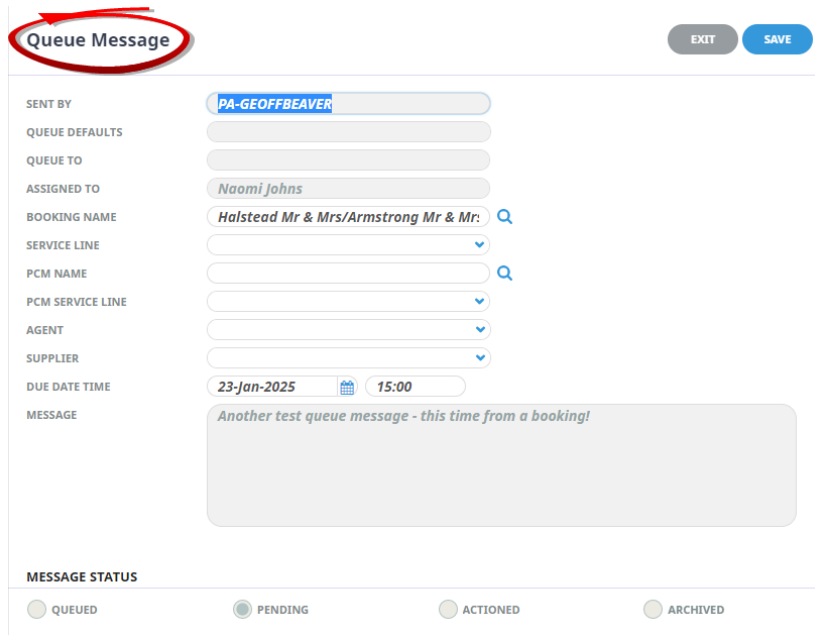 Queue Message
EXIT
SAVE
SENT BY PA-GEOFFBEAVER
QUEUE DEFAULTS
QUEUE TO
ASSIGNED TO Naomi Johns
BOOKING NAME Halstead Mr & Mrs/Armstrong Mr & Mrs
SERVICE LINE
PCM NAME
PCM SERVICE LINE
AGENT
SUPPLIER
DUE DATE TIME 23-Jan-2025 15:00
MESSAGE Another test queue message - this time from a booking!
MESSAGE STATUS
QUEUED PENDING ACTIONED ARCHIVED